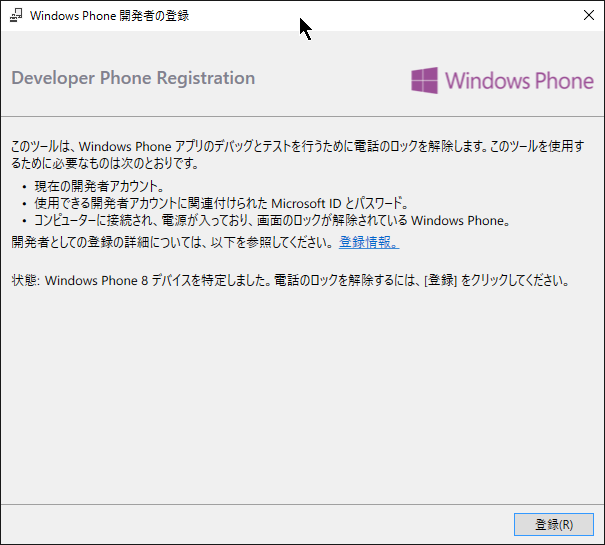 Windows Phone 開発者の登録
Developer Phone Registration
Windows Phone
このツールは、Windows Phone アプリのデバッグとテストを行うために電話のロックを解除します。このツールを使用す
るために必要なものは次のとおりです。
• 現在の開発者アカウント。
• 使用できる開発者アカウントに関連付けられた Microsoft ID とパスワード。
• コンピューターに接続され、電源が入っており、画面のロックが解除されている Windows Phone。
開発者としての登録の詳細については、以下を参照してください。 登録情報。
状態: Windows Phone 8 デバイスを特定しました。電話のロックを解除するには、[登録] をクリックしてください。
登録(R)